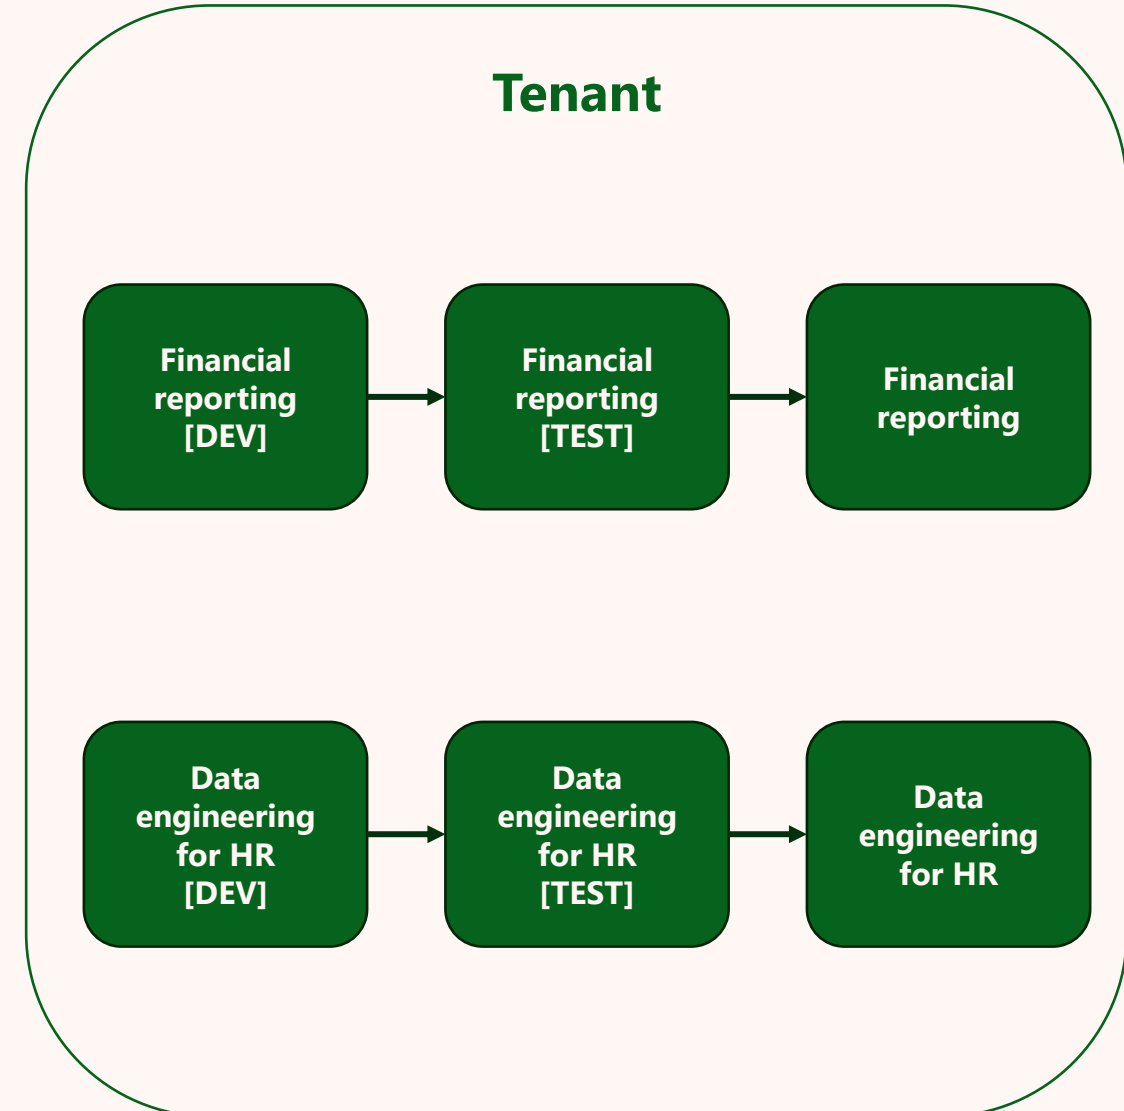 Tenant
Financial
reporting
[DEV]
Financial
reporting
[TEST]
Financial
reporting
Data
engineering
for HR
[DEV]
Data
engineering
for HR
[TEST]
Data
engineering
for HR